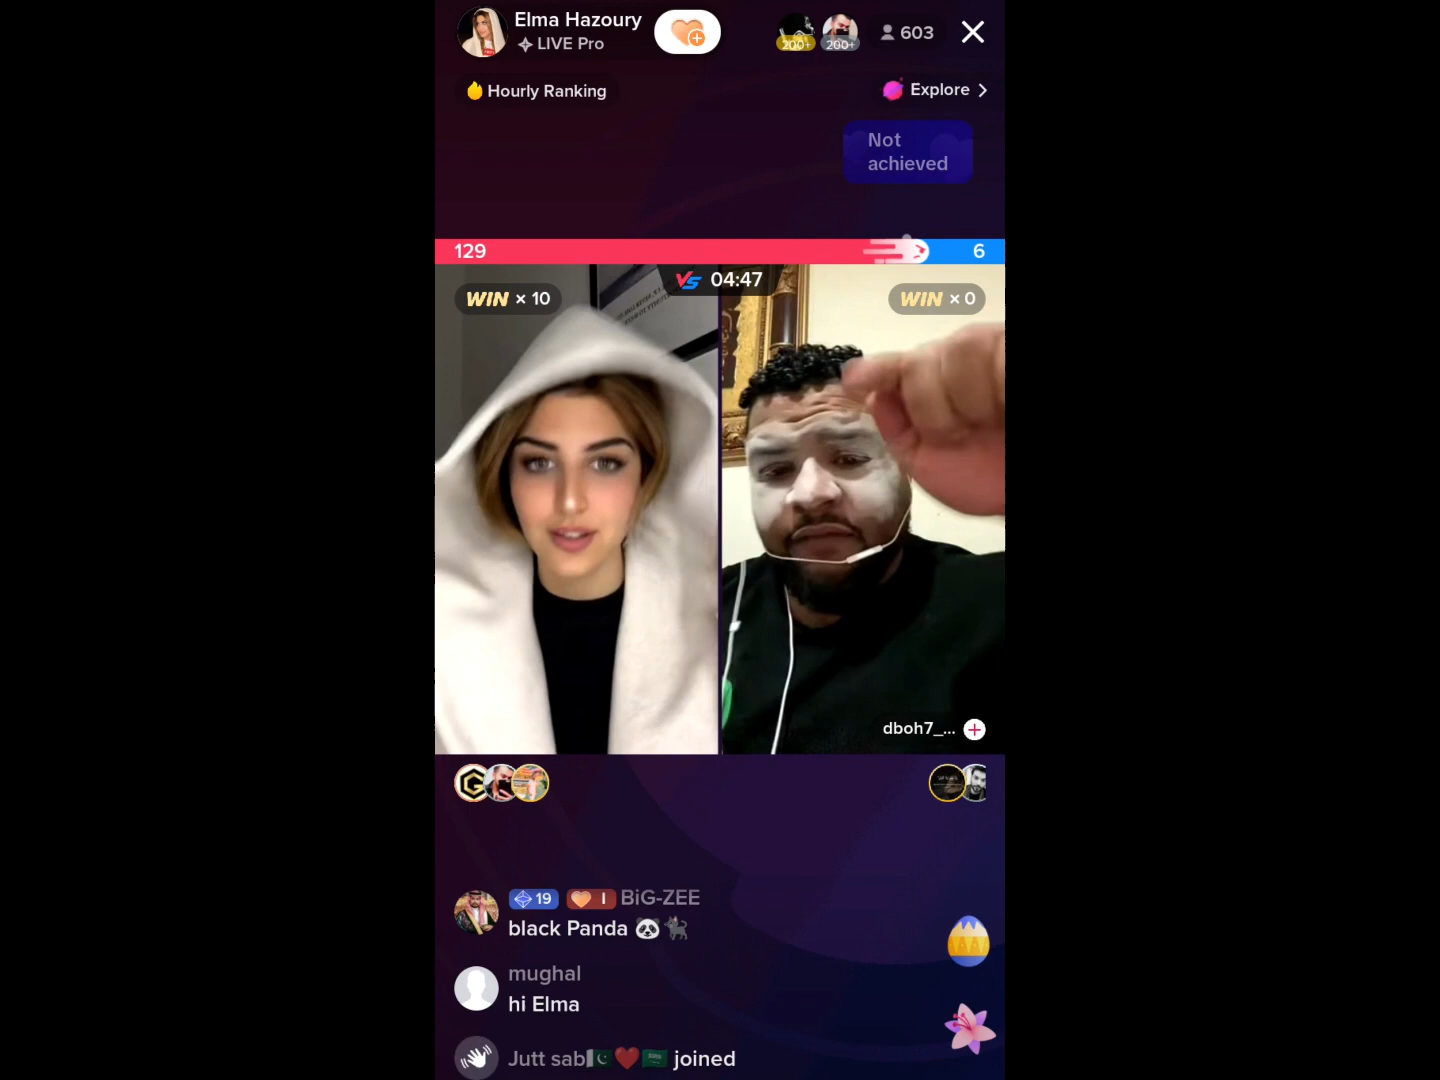 Elma Hazoury
LIVE Pro
200+
200+
603
Hourly Ranking
Explore
Not
achieved
129
6
VS 04:47
WIN × 10
WIN × 0
dboh7_...
19
I
BiG-ZEE
black Panda 🐼🐈‍⬛
mughal
hi Elma
Jutt sab🇵🇰❤️🇸🇦 joined